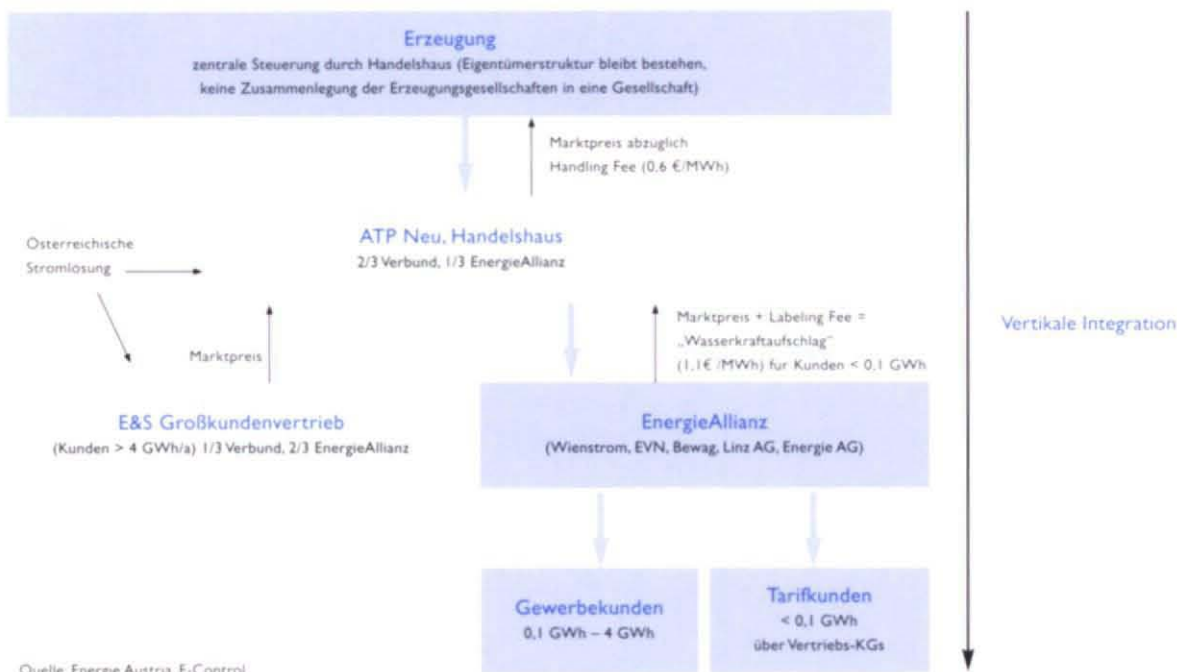 Erzeugung
zentrale Steuerung durch Handelshaus (Eigentümerstruktur bleibt bestehen,
keine Zusammenlegung der Erzeugungsgesellschaften in eine Gesellschaft)
Marktpreis abzüglich
Handling Fee (0,6 €/MWh)
ATP Neu, Handelshaus
2/3 Verbund, 1/3 EnergieAllianz
Österreichische
Stromlösung
Marktpreis
Marktpreis + Labeling Fee =
„Wasserkraftaufschlag"
(1,1€ /MWh) für Kunden < 0,1 GWh
Vertikale Integration
E&S Großkundenvertrieb
(Kunden > 4 GWh/a) 1/3 Verbund, 2/3 EnergieAllianz
EnergieAllianz
(Wienstrom, EVN, Bewag, Linz AG, Energie AG)
Gewerbekunden
0,1 GWh – 4 GWh
Tarifkunden
< 0,1 GWh
über Vertriebs-KGs
Quelle: Energie Austria, E-Control